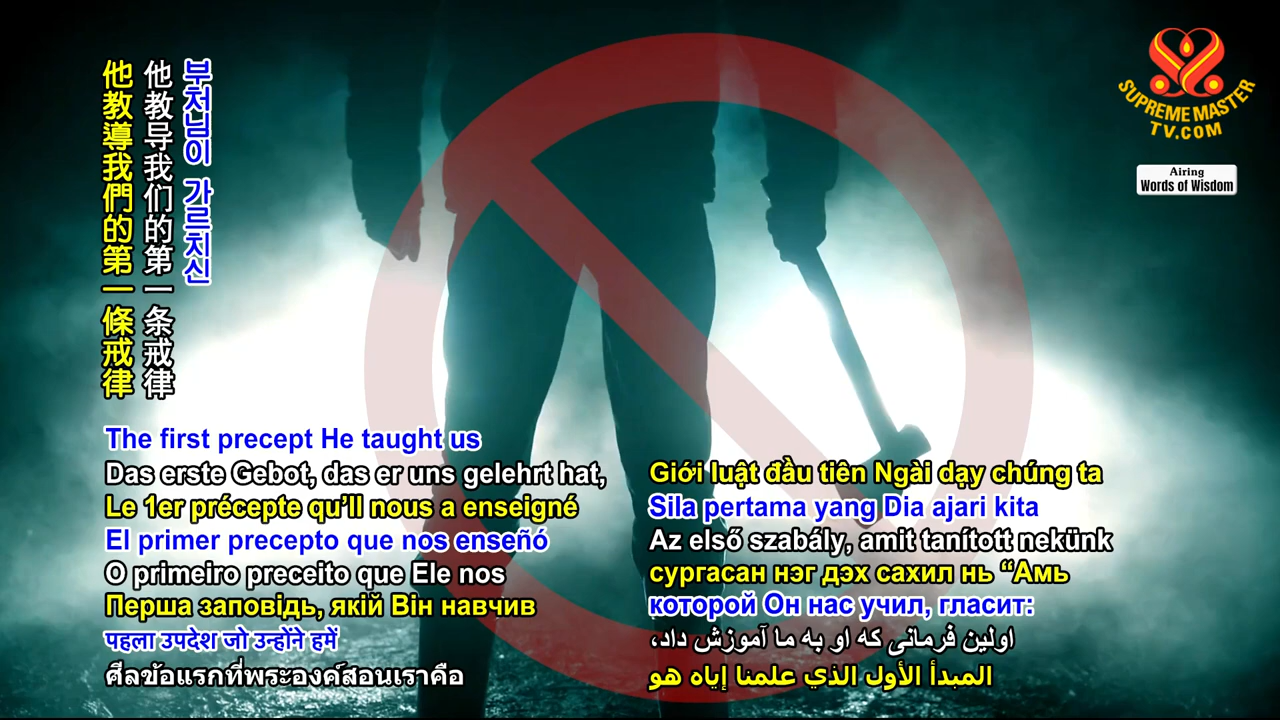 부처님이 가르치신
他教导我们的第一条戒律
他教導我們的第一條戒律
SUPREME MASTER
TV.COM
Airing
Words of Wisdom
The first precept He taught us
Das erste Gebot, das er uns gelehrt hat,
Le 1er précepte qu’Il nous a enseigné
El primer precepto que nos enseñó
O primeiro preceito que Ele nos
Перша заповідь, якій Він навчив
पहला उपदेश जो उन्होंने हमें
ศีลข้อแรกที่พระองค์สอนเราคือ
Giới luật đầu tiên Ngài dạy chúng ta
Sila pertama yang Dia ajari kita
Az első szabály, amit tanított nekünk
сургасан нэг дэх сахил нь “Амь
которой Он нас учил, гласит:
اولین فرمانی که او به ما آموزش داد،
المبدأ الأول الذي علمنا إياه هو